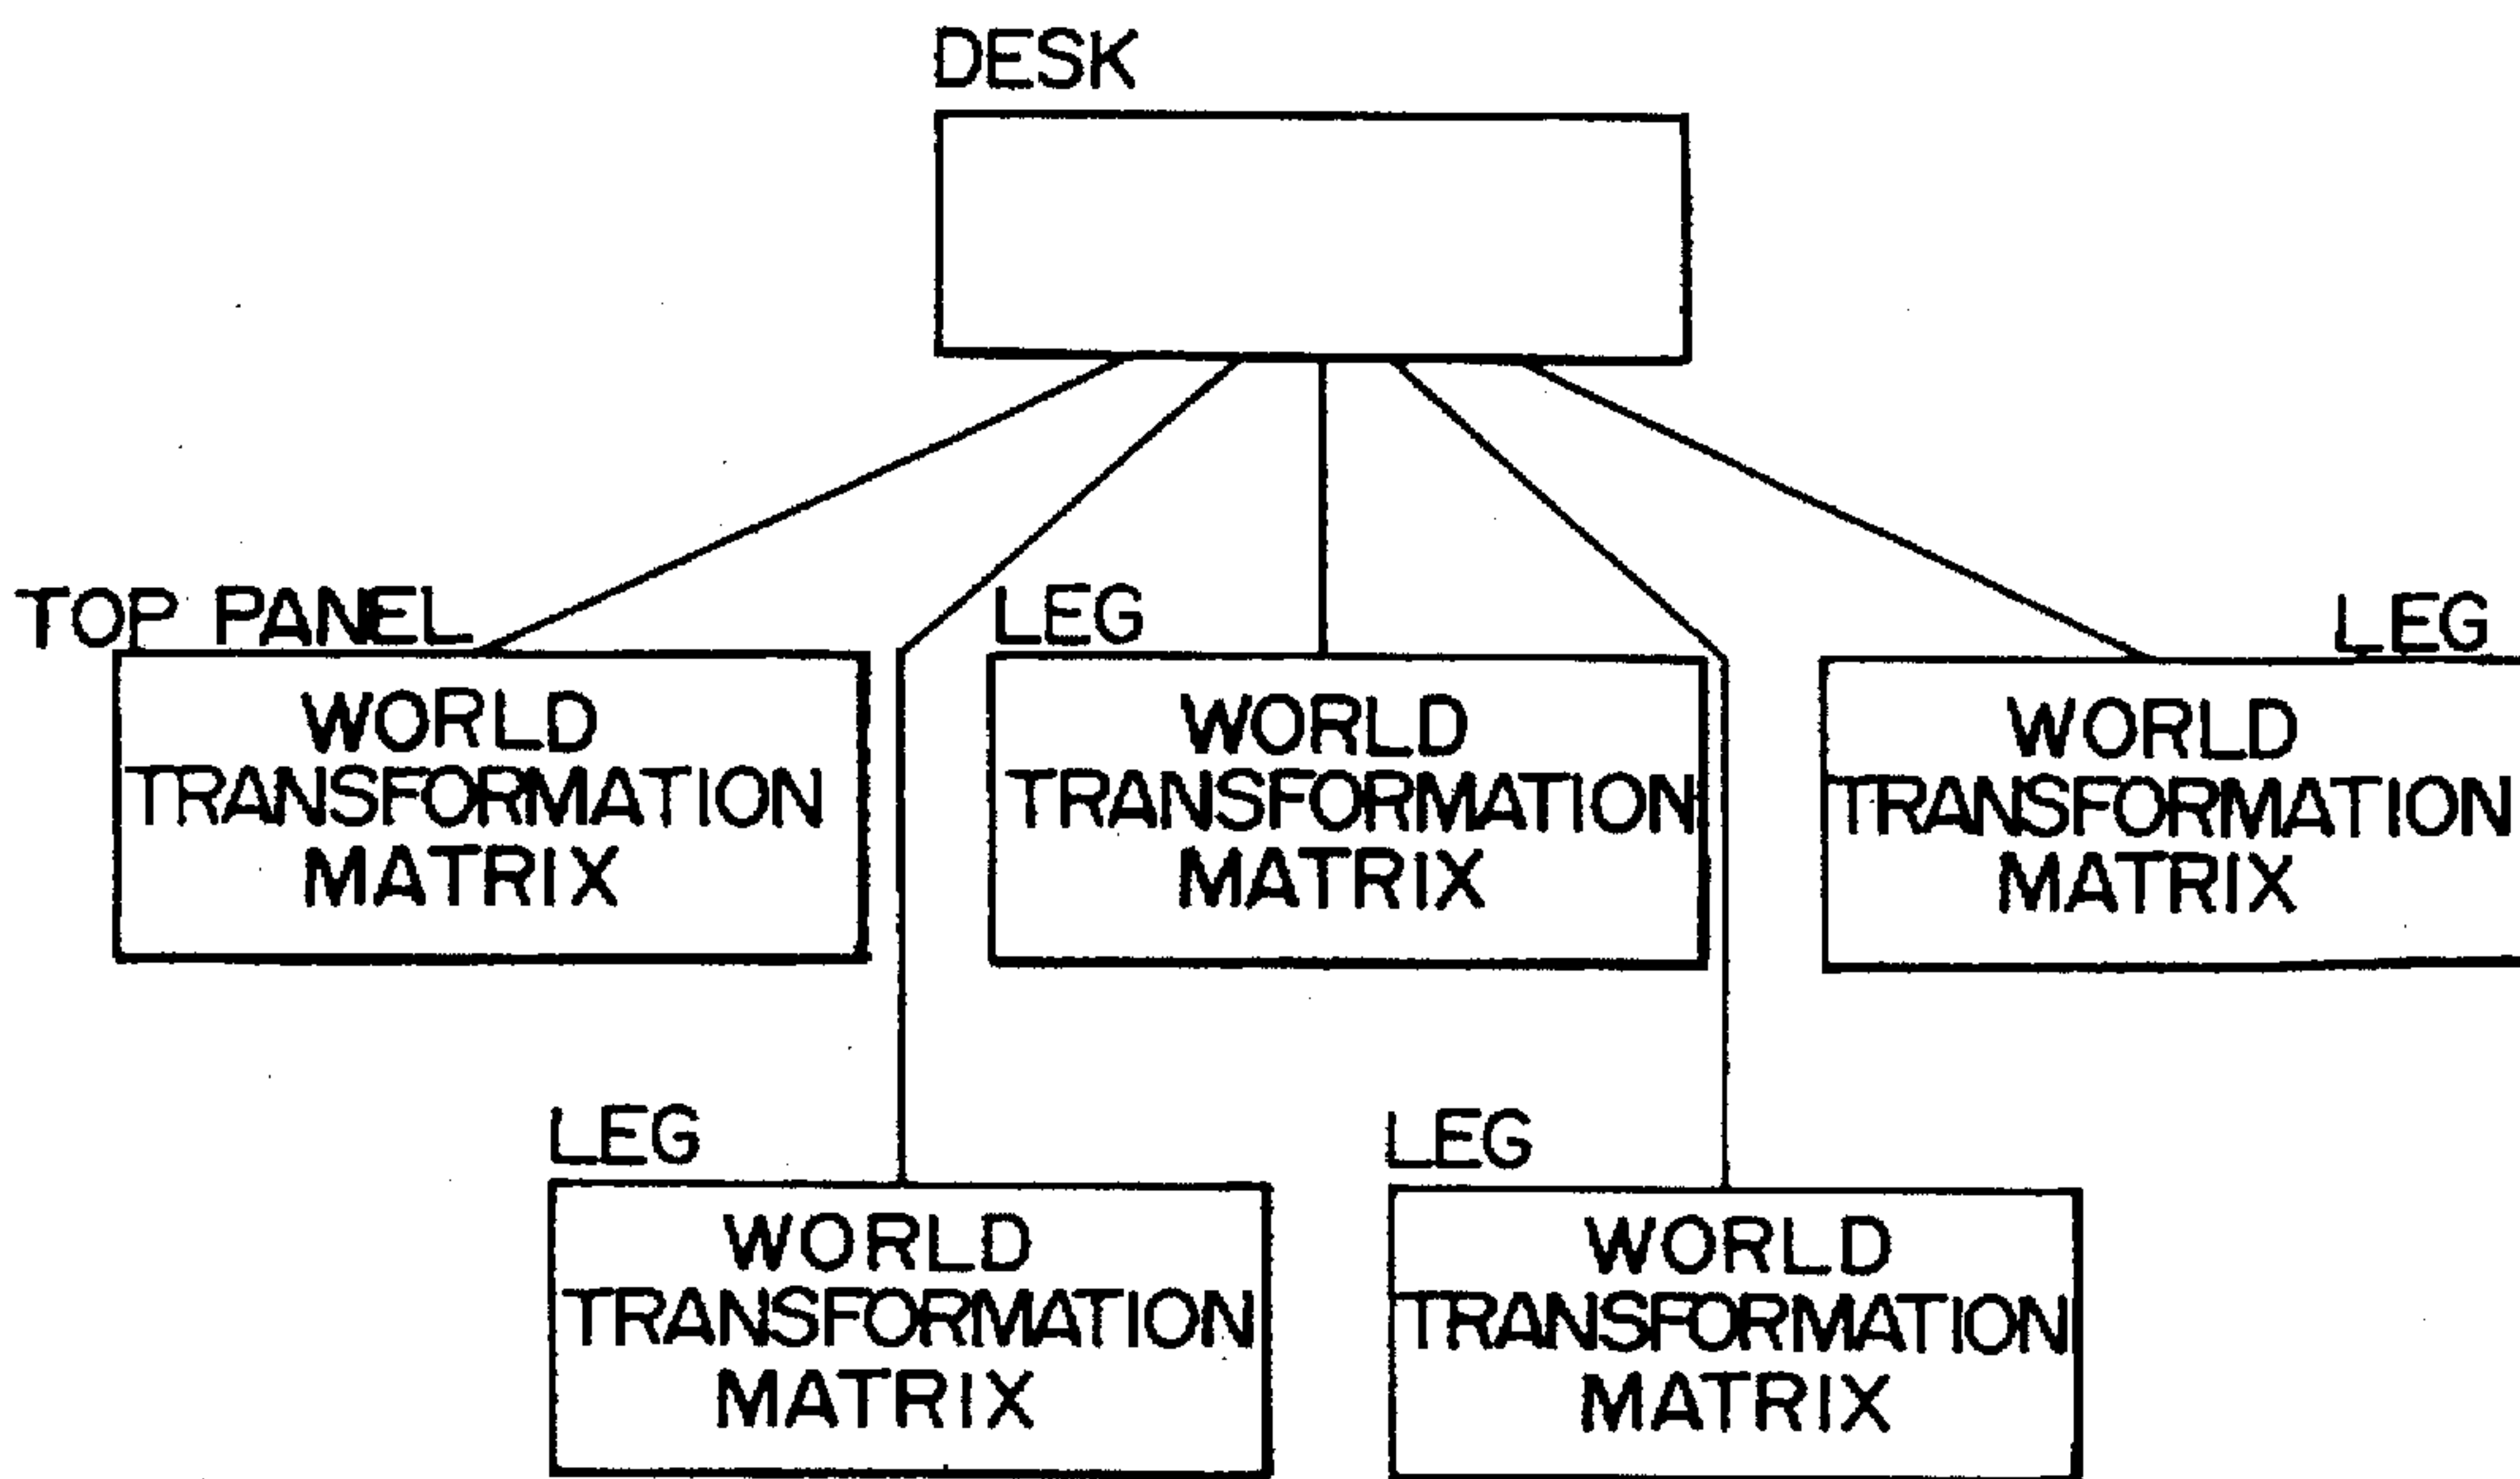 DESK
TOP PANEL
WORLD
TRANSFORMATION
MATRIX
LEG
WORLD
TRANSFORMATION
MATRIX
LEG
WORLD
TRANSFORMATION
MATRIX
LEG
WORLD
TRANSFORMATION
MATRIX
LEG
WORLD
TRANSFORMATION
MATRIX